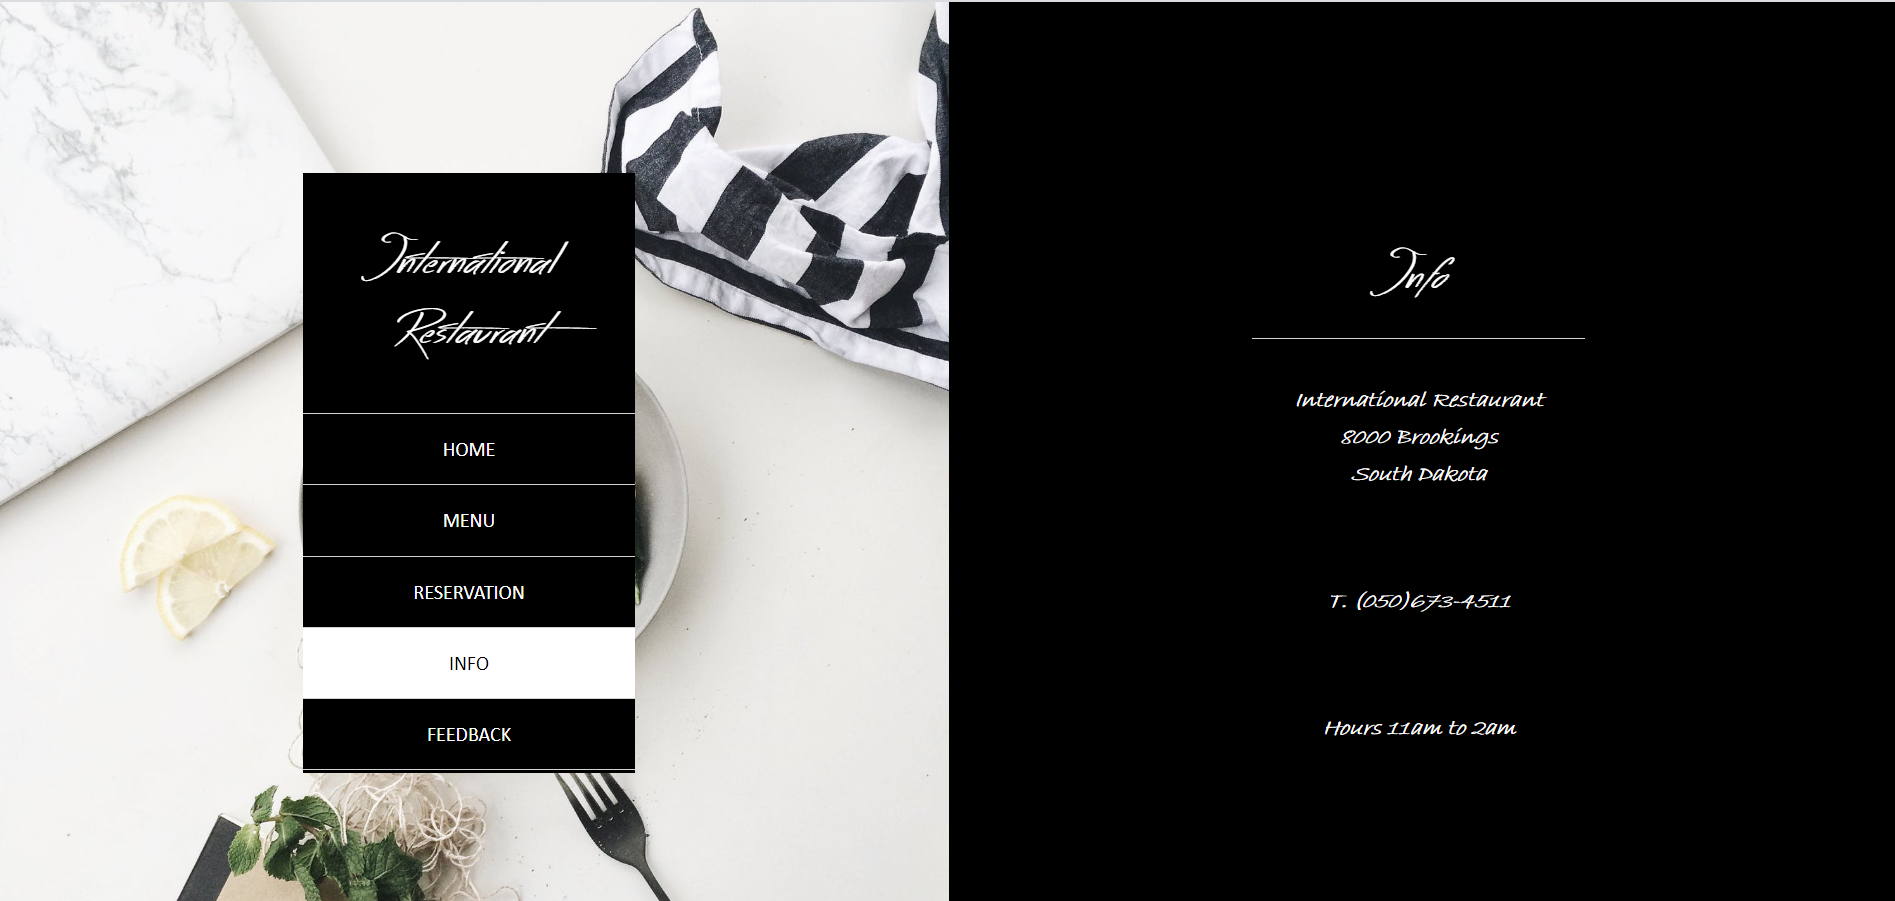 International
Restaurant
HOME
MENU
RESERVATION
INFO
FEEDBACK
Info
International Restaurant
8000 Brookings
South Dakota
T. (050)673-4511
Hours 11am to 2am